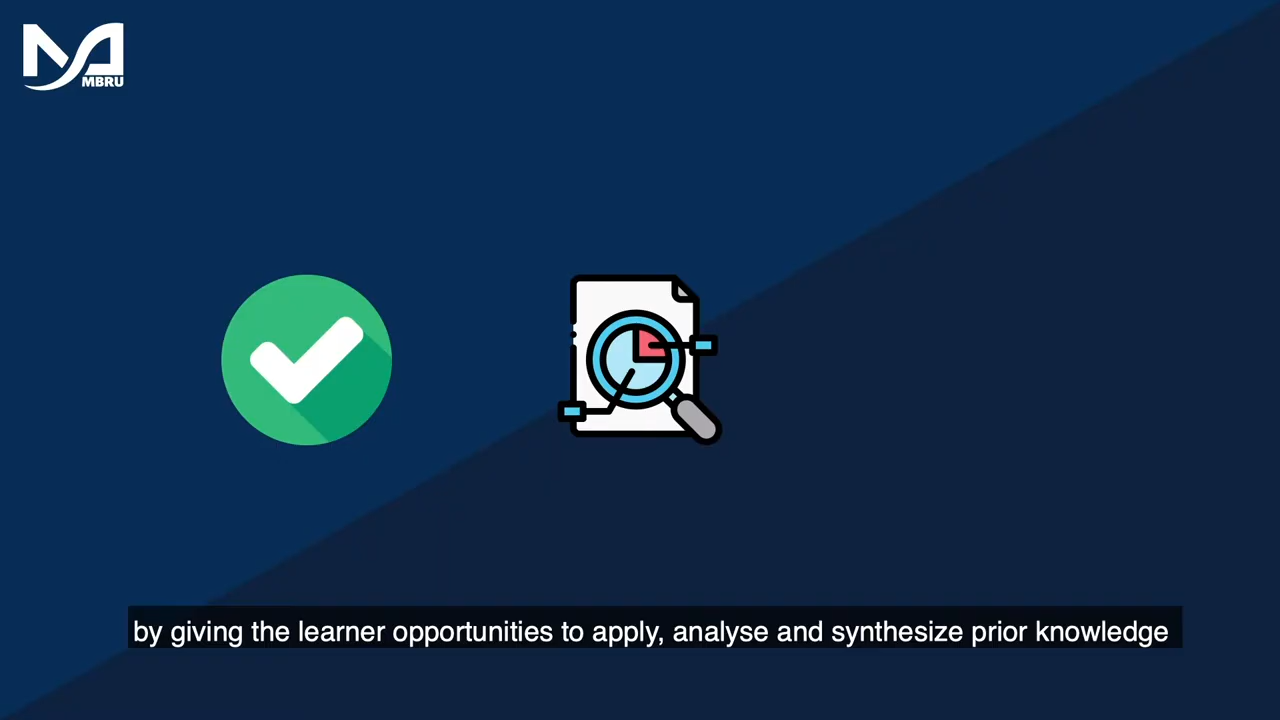 MBRU
by giving the learner opportunities to apply, analyse and synthesize prior knowledge